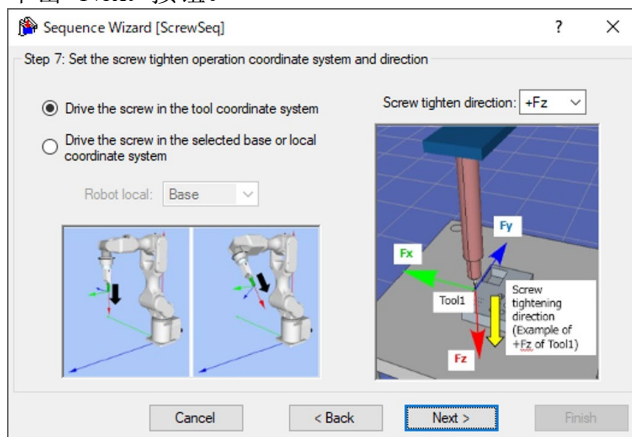 Sequence Wizard [ScrewSeq]
Step 7: Set the screw tighten operation coordinate system and direction
Drive the screw in the tool coordinate system
Drive the screw in the selected base or local
coordinate system
Robot local: Base
Screw tighten direction: +Fz
Fy
Fx
Tool1
Screw
tightening
direction
(Example of
+Fz of Tool1)
Fz
Cancel
< Back
Next >
Finish